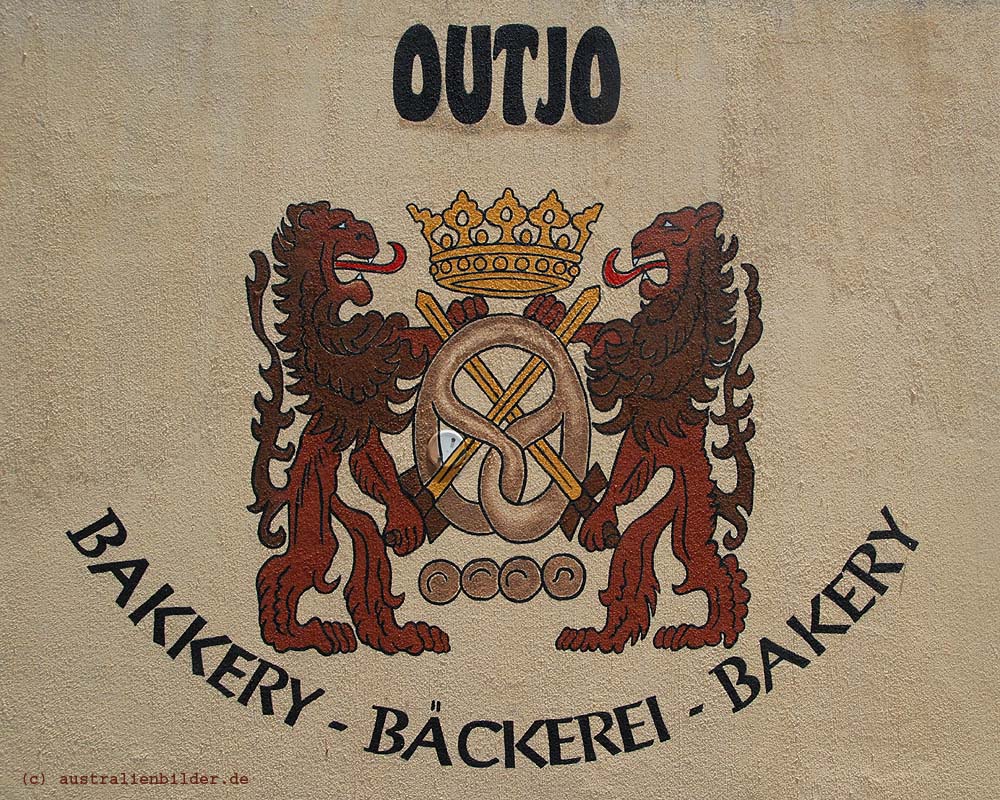 OUTJO
BAKKERY - BÄCKEREI - BAKERY
(c) australienbilder.de